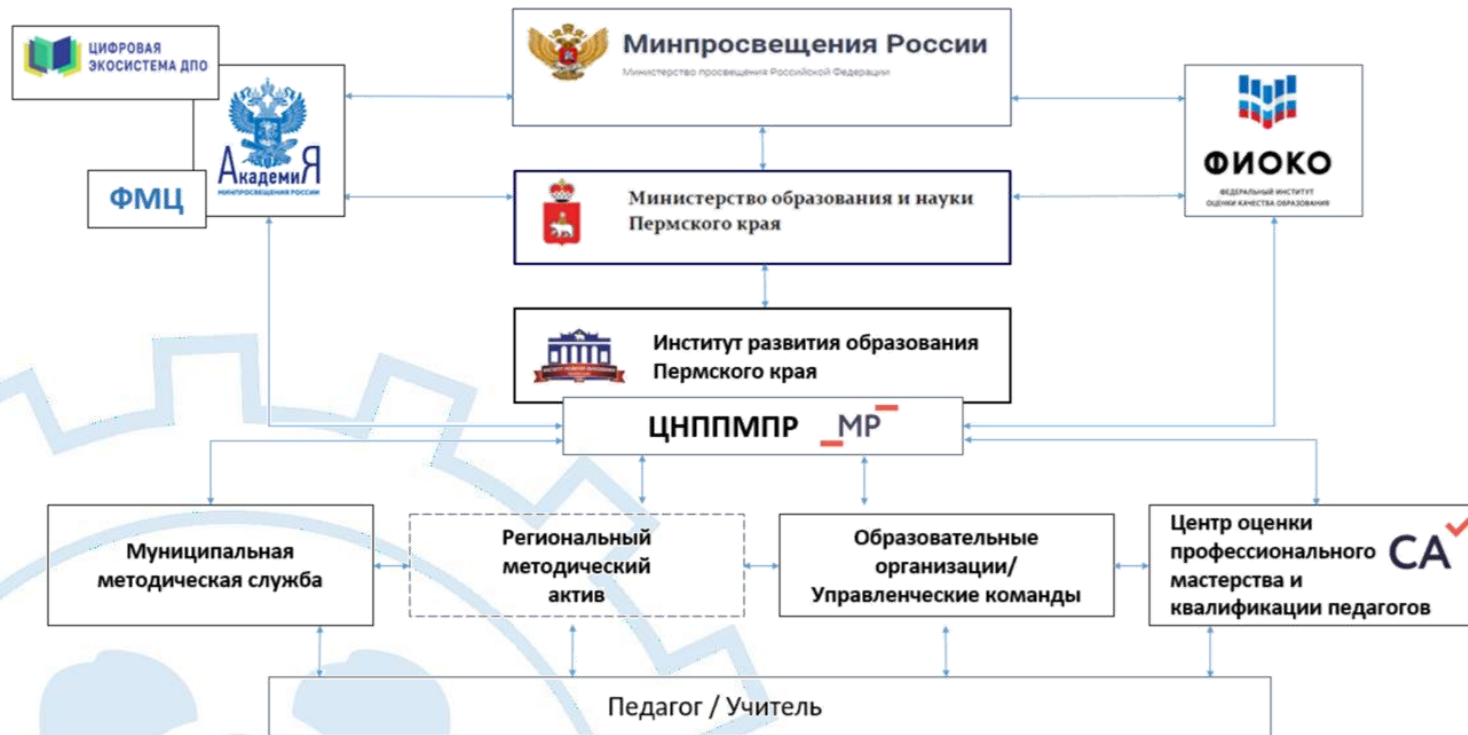 ЦИФРОВАЯ
ЭКОСИСТЕМА ДПО
АкадемиЯ
МИНПРОСВЕЩЕНИЯ РОССИИ
ФМЦ
Минпросвещения России
Министерство просвещения Российской Федерации
ФИОКО
ФЕДЕРАЛЬНЫЙ ИНСТИТУТ
ОЦЕНКИ КАЧЕСТВА ОБРАЗОВАНИЯ
Министерство образования и науки
Пермского края
Институт развития образования
Пермского края
ЦНППМПР _МР‾
Муниципальная
методическая служба
Региональный
методический
актив
Образовательные
организации/
Управленческие команды
Центр оценки
профессионального
мастерства и
квалификации педагогов
СА
Педагог / Учитель